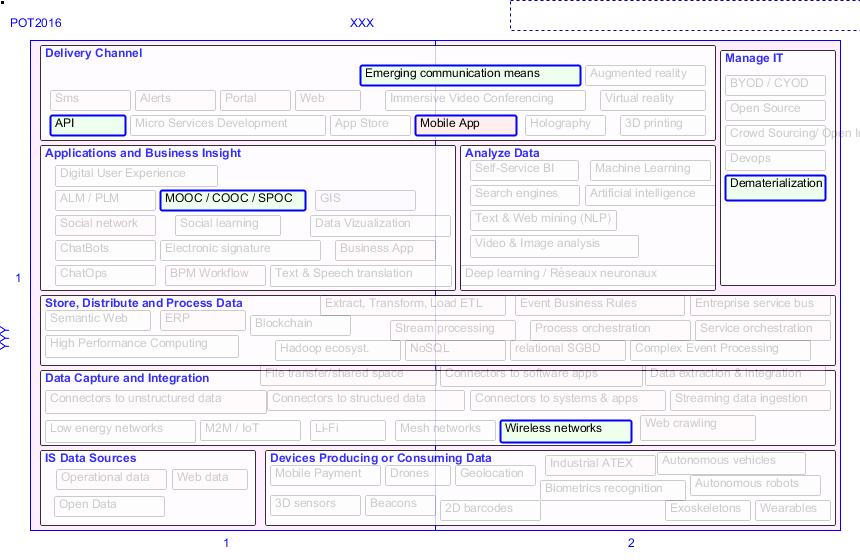 POT2016
XXX
Delivery Channel
Emerging communication means
Augmented reality
Sms
Alerts
Portal
Web
Immersive Video Conferencing
Virtual reality
API
Micro Services Development
App Store
Mobile App
Holography
3D printing
Manage IT
BYOD / CYOD
Open Source
Crowd Sourcing/ Open In
Devops
Dematerialization
Applications and Business Insight
Digital User Experience
ALM / PLM
MOOC / COOC / SPOC
GIS
Social network
Social learning
Data Vizualization
ChatBots
Electronic signature
Business App
ChatOps
BPM Workflow
Text & Speech translation
Analyze Data
Self-Service BI
Machine Learning
Search engines
Artificial intelligence
Text & Web mining (NLP)
Video & Image analysis
Deep learning / Réseaux neuronaux
1
YYY
Store, Distribute and Process Data
Extract, Transform, Load ETL
Event Business Rules
Entreprise service bus
Semantic Web
ERP
Blockchain
Stream processing
Process orchestration
Service orchestration
High Performance Computing
Hadoop ecosyst.
NoSQL
relational SGBD
Complex Event Processing
Data Capture and Integration
File transfer/shared space
Connectors to software apps
Data extraction & integration
Connectors to unstructured data
Connectors to structued data
Connectors to systems & apps
Streaming data ingestion
Low energy networks
M2M / IoT
Li-Fi
Mesh networks
Wireless networks
Web crawling
IS Data Sources
Operational data
Web data
Open Data
Devices Producing or Consuming Data
Mobile Payment
Drones
Geolocation
Industrial ATEX
Autonomous vehicles
3D sensors
Beacons
2D barcodes
Biometrics recognition
Autonomous robots
Exoskeletons
Wearables
1
2